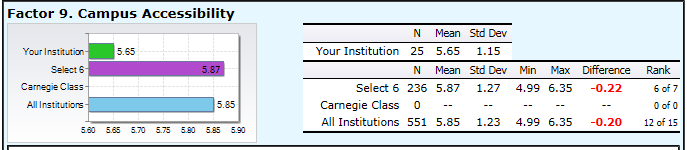 Factor 9. Campus Accessibility
Your Institution 5.65
Select 6 5.87
Carnegie Class
All Institutions 5.85
5.60 5.65 5.70 5.75 5.80 5.85 5.90
N Mean Std Dev
Your Institution 25 5.65 1.15
N Mean Std Dev Min Max Difference Rank
Select 6 236 5.87 1.27 4.99 6.35 -0.22 6 of 7
Carnegie Class 0 -- -- -- -- -- 0 of 0
All Institutions 551 5.85 1.23 4.99 6.35 -0.20 12 of 15